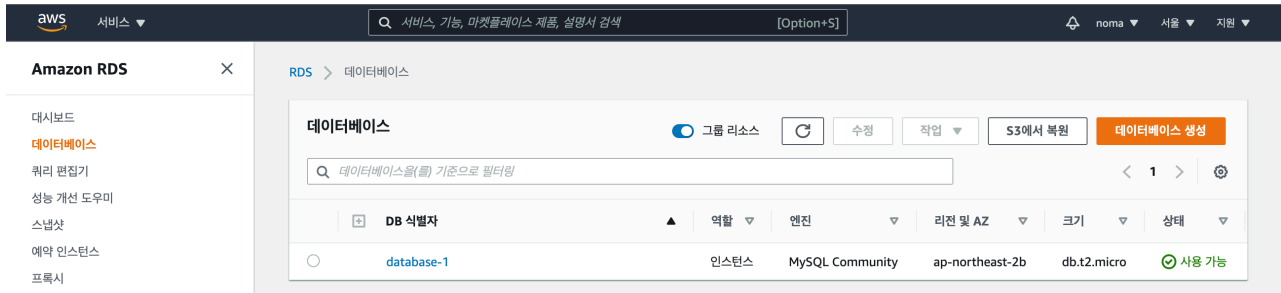 aws 서비스 ▼ 서비스, 기능, 마켓플레이스 제품, 설명서 검색 [Option+S] noma ▼ 서울 ▼ 지원 ▼
Amazon RDS
대시보드
데이터베이스
쿼리 편집기
성능 개선 도우미
스냅샷
예약 인스턴스
프록시
RDS > 데이터베이스
데이터베이스 그룹 리소스 수정 작업 ▼ S3에서 복원 데이터베이스 생성
데이터베이스을(를) 기준으로 필터링 < 1 >
DB 식별자 ▲ 역할 ▽ 엔진 ▽ 리전 및 AZ ▽ 크기 ▽ 상태 ▽
database-1 인스턴스 MySQL Community ap-northeast-2b db.t2.micro 사용 가능